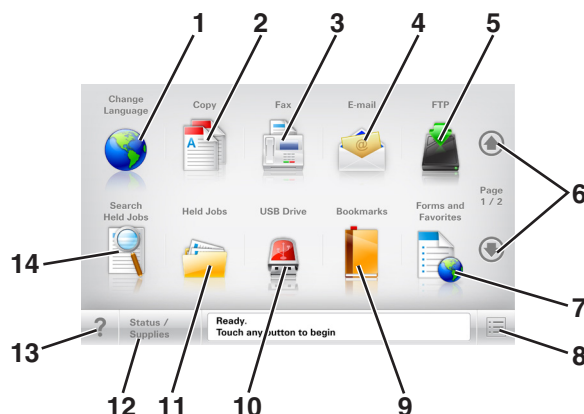 1 2 3 4 5
Change Language
Copy
Fax
E-mail
FTP
A
@
6
Page
1 / 2
Search Held Jobs
Held Jobs
USB Drive
Bookmarks
Forms and Favorites
14
7
? Status / Supplies
Ready.
Touch any button to begin
13 12 11 10 9 8